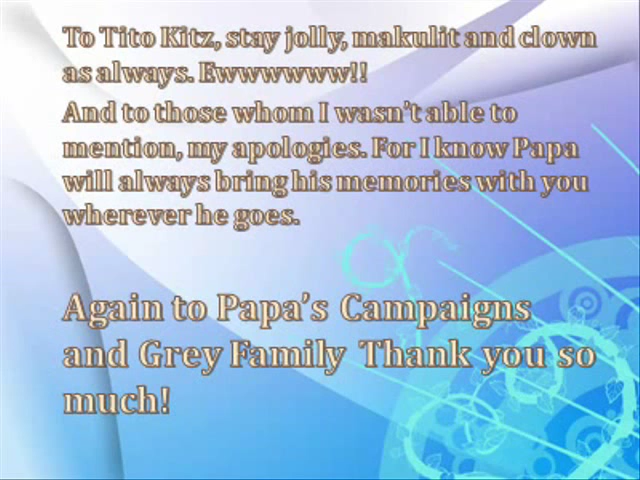 To Tito Kitz, stay jolly, makulit and clown
as always. Ewwwwwww!!
And to those whom I wasn't able to
mention, my apologies. For I know Papa
will always bring his memories with you
wherever he goes.
Again to Papa's Campaigns
and Grey Family Thank you so
much!